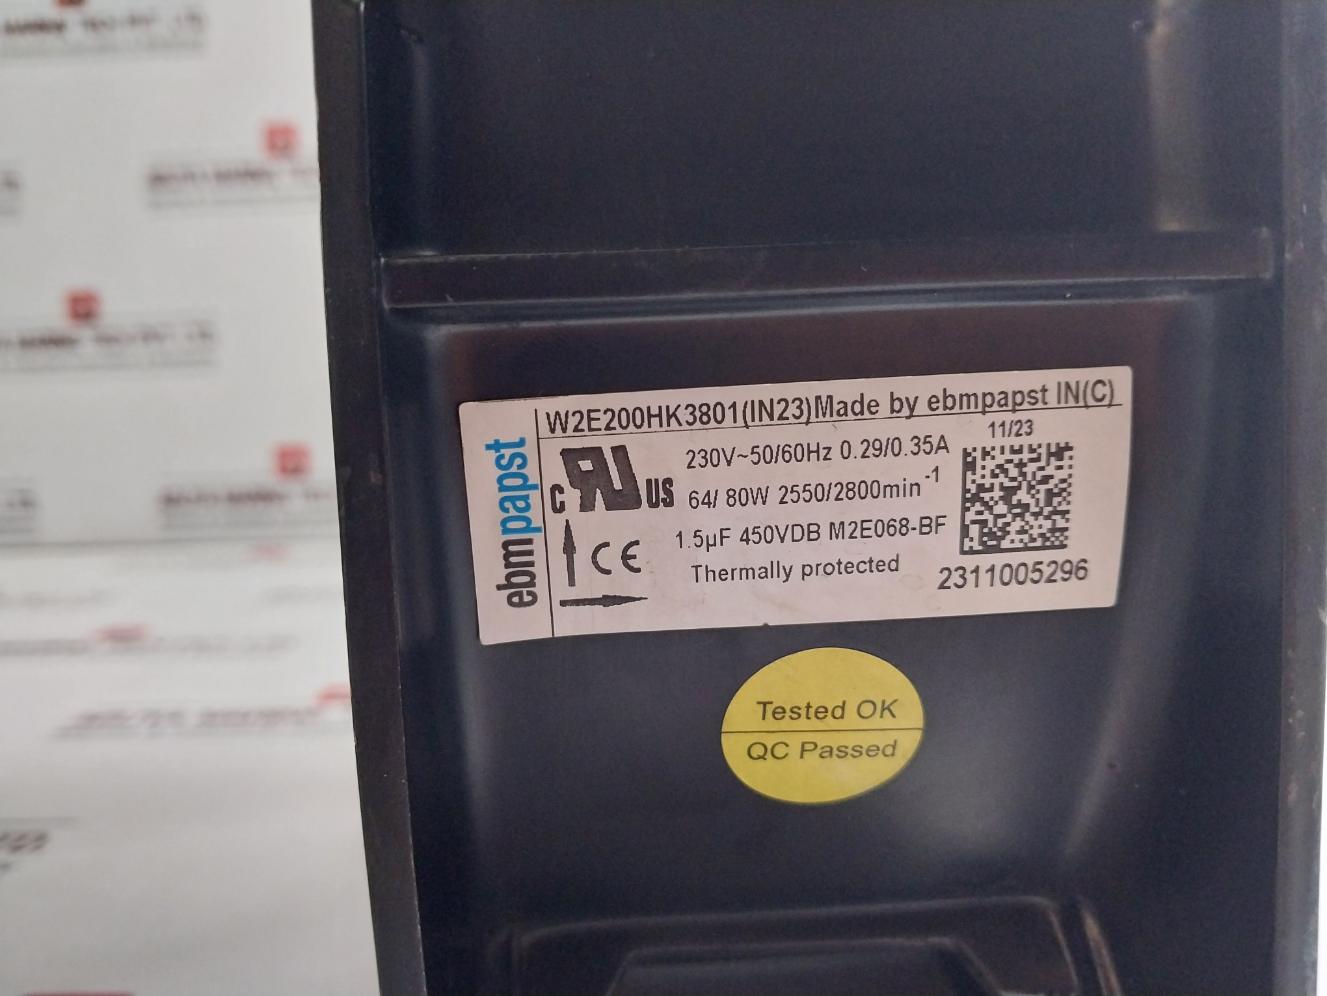 ebmpapst
W2E200HK3801(IN23)Made by ebmpapst IN(C)
11/23
230V~50/60Hz 0.29/0.35A
C RU US
64/ 80W 2550/2800min-1
1.5µF 450VDB M2E068-BF
CE
Thermally protected
2311005296
Tested OK
QC Passed